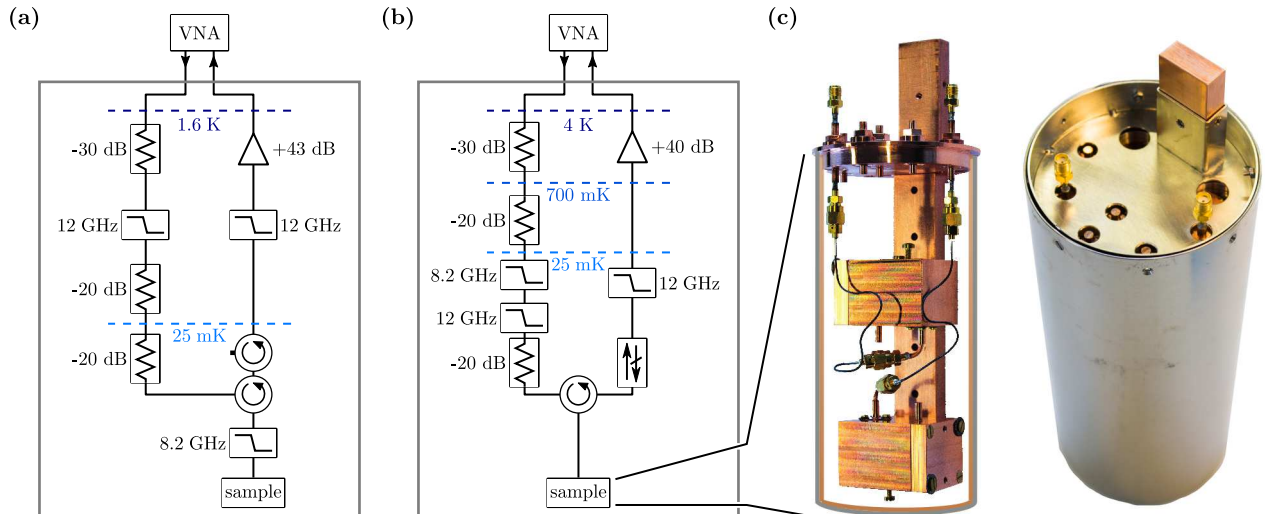 (a)
VNA
1.6 K
-30 dB
+43 dB
12 GHz
12 GHz
-20 dB
25 mK
-20 dB
8.2 GHz
sample
(b)
VNA
4 K
-30 dB
+40 dB
700 mK
-20 dB
25 mK
8.2 GHz
12 GHz
12 GHz
-20 dB
sample
(c)